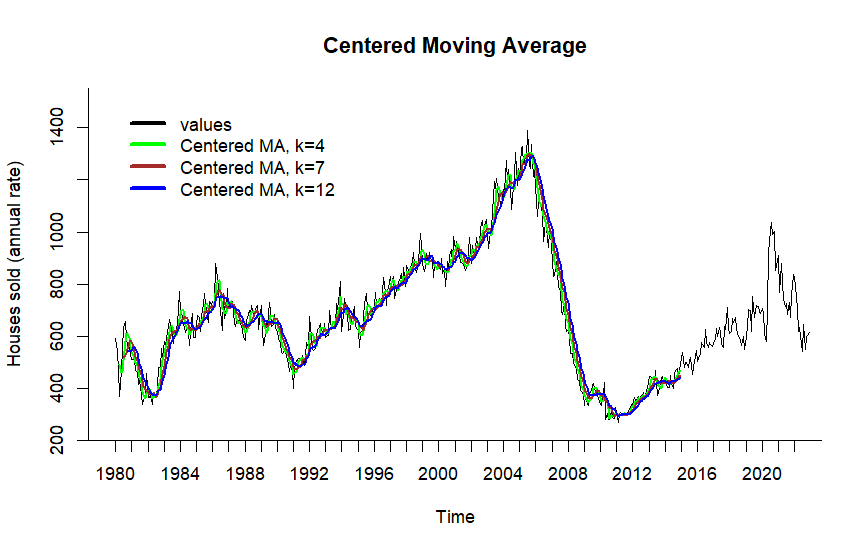 Centered Moving Average
values
Centered MA, k=4
Centered MA, k=7
Centered MA, k=12
Houses sold (annual rate)
1400
1000
800
600
400
200
1980 1984 1988 1992 1996 2000 2004 2008 2012 2016 2020
Time